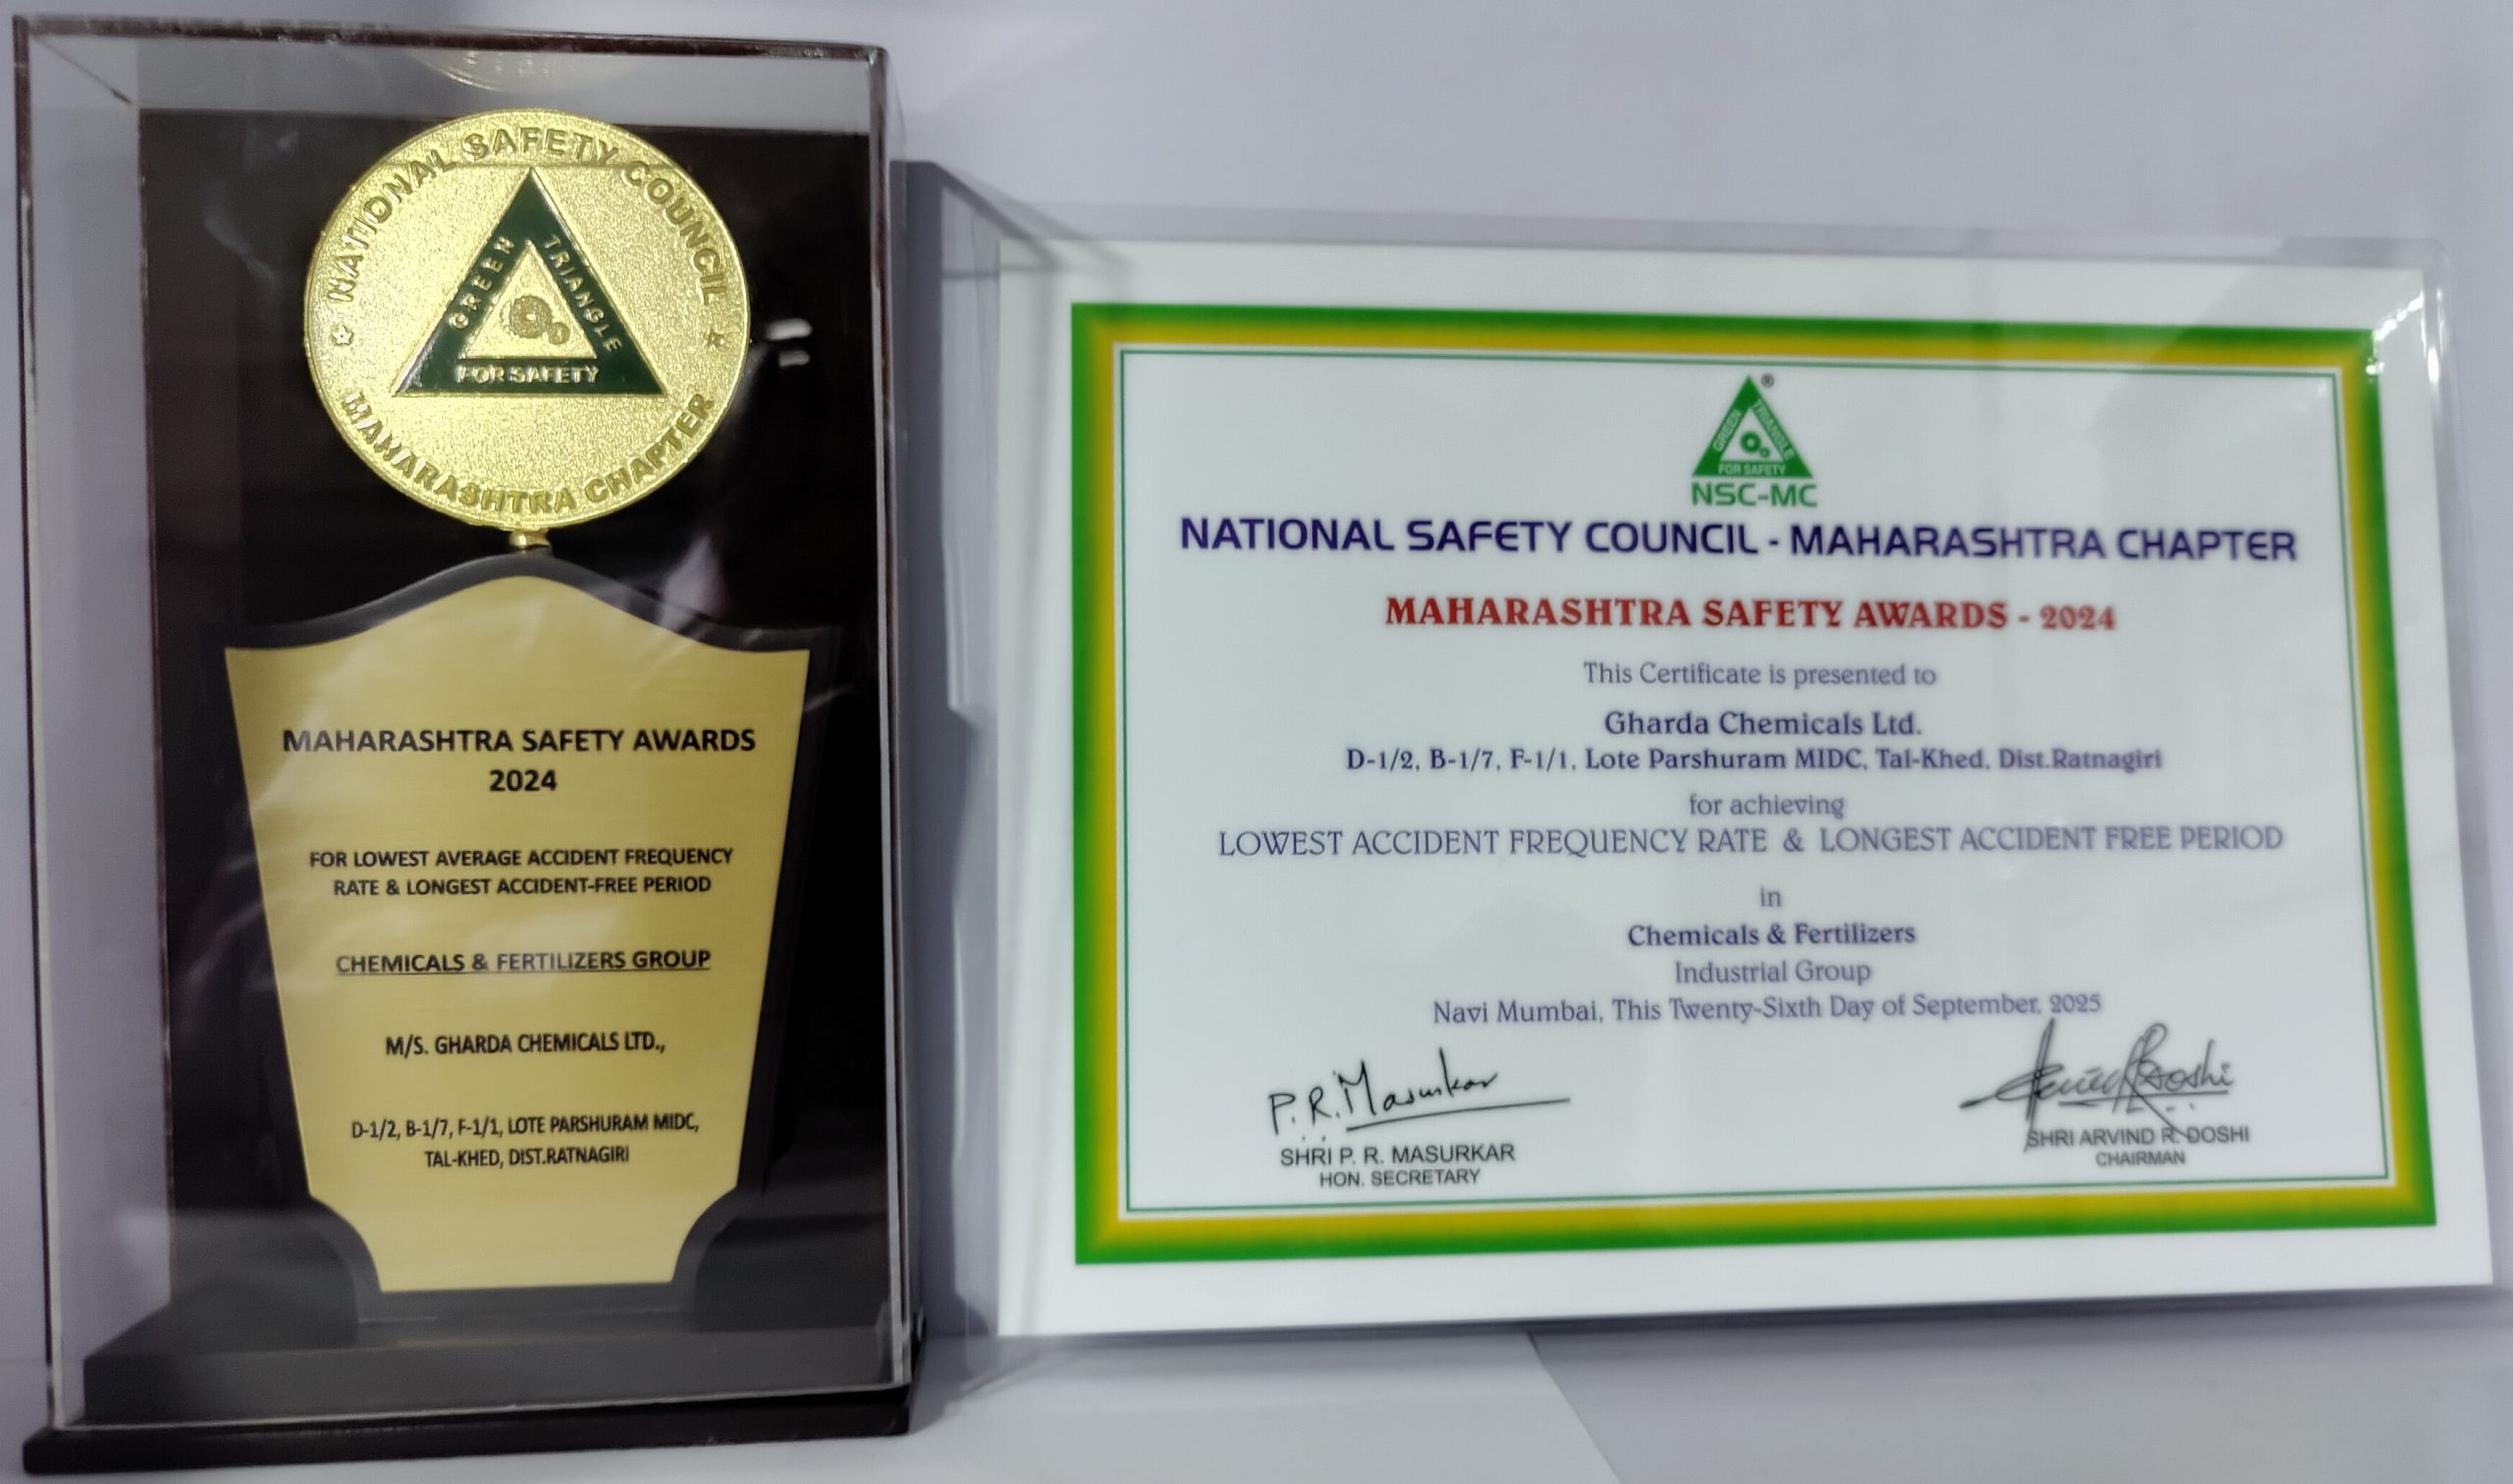 NATIONAL SAFETY COUNCIL
GREEN TRIANGLE
FOR SAFETY
MAHARASHTRA CHAPTER
MAHARASHTRA SAFETY AWARDS
2024
FOR LOWEST AVERAGE ACCIDENT FREQUENCY
RATE & LONGEST ACCIDENT-FREE PERIOD
CHEMICALS & FERTILIZERS GROUP
M/S. GHARDA CHEMICALS LTD.,
D-1/2, B-1/7, F-1/1, LOTE PARSHURAM MIDC,
TAL-KHED, DIST.RATNAGIRI
®
GREEN TRIANGLE
FOR SAFETY
NSC-MC
NATIONAL SAFETY COUNCIL - MAHARASHTRA CHAPTER
MAHARASHTRA SAFETY AWARDS - 2024
This Certificate is presented to
Gharda Chemicals Ltd.
D-1/2, B-1/7, F-1/1, Lote Parshuram MIDC, Tal-Khed, Dist.Ratnagiri
for achieving
LOWEST ACCIDENT FREQUENCY RATE & LONGEST ACCIDENT FREE PERIOD
in
Chemicals & Fertilizers
Industrial Group
Navi Mumbai, This Twenty-Sixth Day of September, 2025
P. R. Masurkar
SHRI P. R. MASURKAR
HON. SECRETARY
SHRI ARVIND R. DOSHI
CHAIRMAN